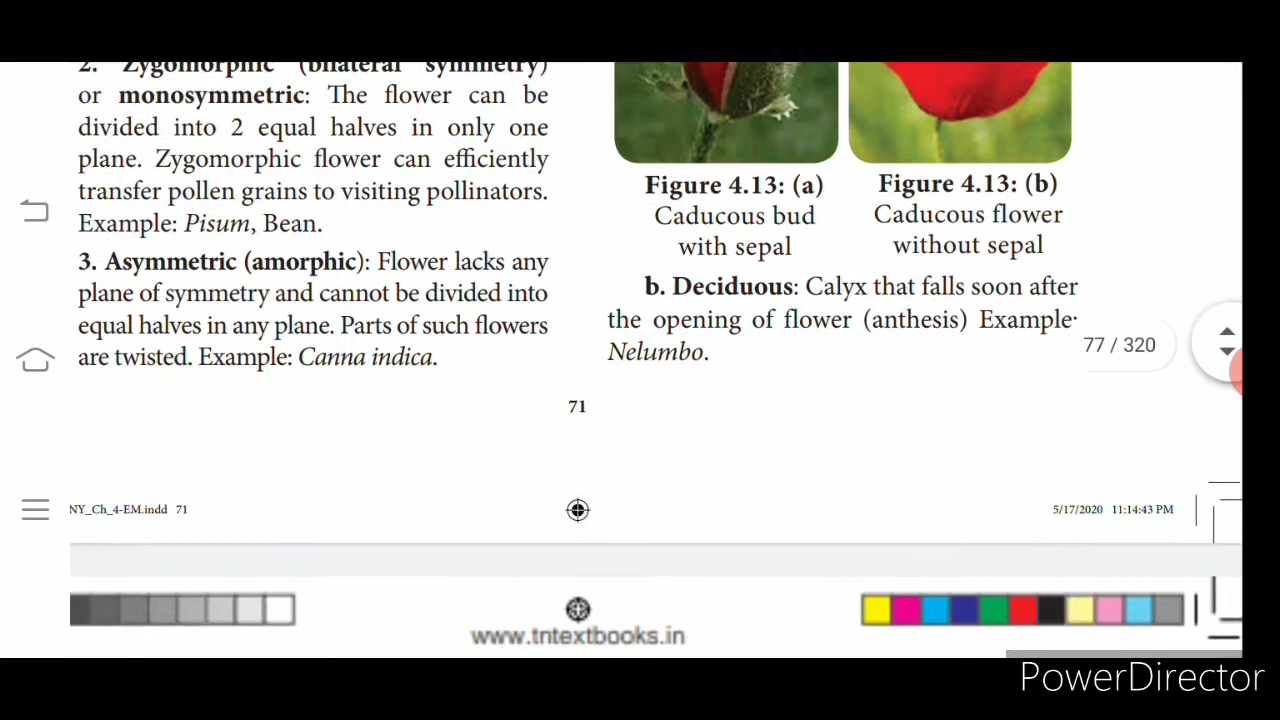 2. Zygomorphic (bilateral symmetry)
or monosymmetric: The flower can be
divided into 2 equal halves in only one
plane. Zygomorphic flower can efficiently
transfer pollen grains to visiting pollinators.
Example: Pisum, Bean.
3. Asymmetric (amorphic): Flower lacks any
plane of symmetry and cannot be divided into
equal halves in any plane. Parts of such flowers
are twisted. Example: Canna indica.
Figure 4.13: (a)
Caducous bud
with sepal
Figure 4.13: (b)
Caducous flower
without sepal
b. Deciduous: Calyx that falls soon after
the opening of flower (anthesis) Example:
Nelumbo.
77 / 320
71
NY_Ch_4-EM.indd 71
5/17/2020 11:14:43 PM
www.tntextbooks.in
PowerDirector